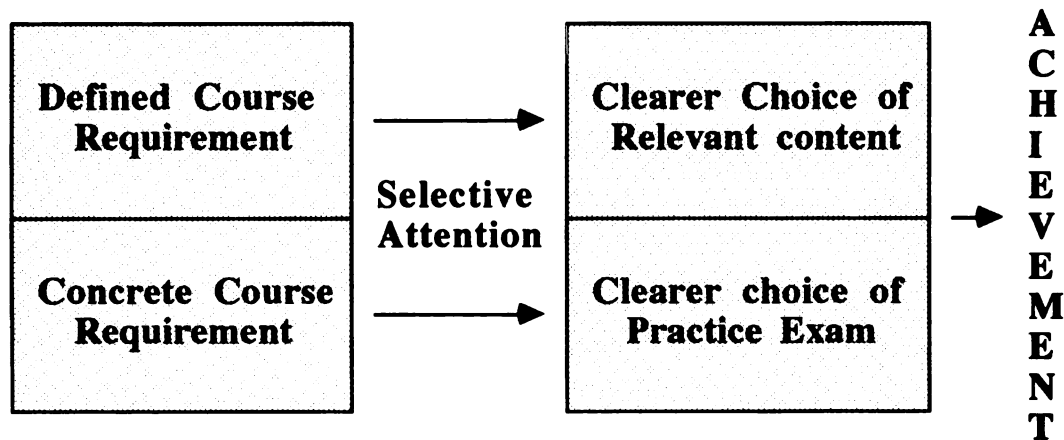 Defined Course
Requirement
Concrete Course
Requirement
Selective
Attention
Clearer Choice of
Relevant content
Clearer choice of
Practice Exam
A
C
H
I
E
V
E
M
E
N
T